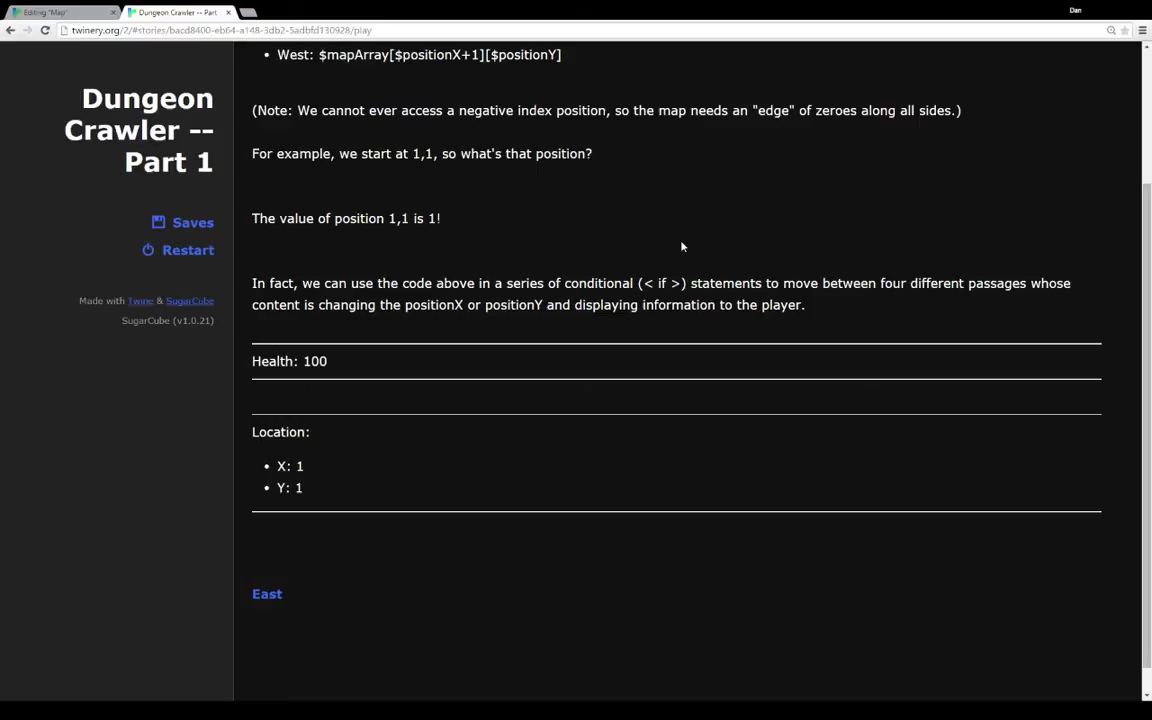 Editing "Map"
Dungeon Crawler -- Part
Dan
twinery.org/2/#stories/bacd8400-eb64-a148-3db2-5adbfd130928/play
Dungeon
Crawler --
Part 1
Saves
Restart
Made with Twine & SugarCube
SugarCube (v1.0.21)
• West: $mapArray[$positionX+1][$positionY]
(Note: We cannot ever access a negative index position, so the map needs an "edge" of zeroes along all sides.)
For example, we start at 1,1, so what's that position?
The value of position 1,1 is 1!
In fact, we can use the code above in a series of conditional (< if >) statements to move between four different passages whose
content is changing the positionX or positionY and displaying information to the player.
Health: 100
Location:
• X: 1
• Y: 1
East